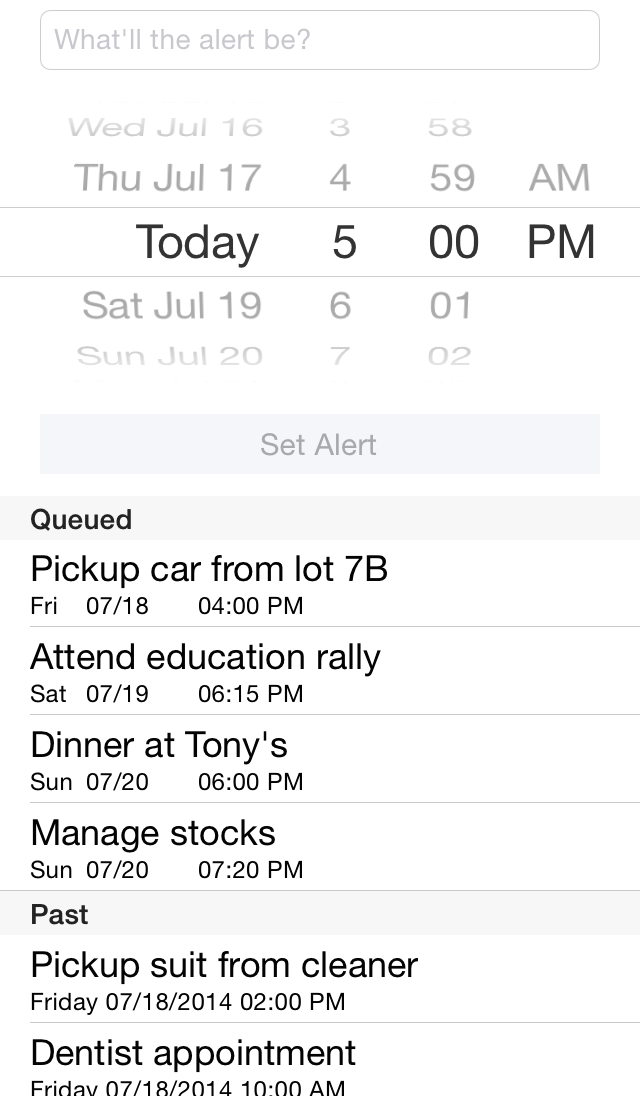 What'll the alert be?
Wed Jul 16 3 58
Thu Jul 17 4 59 AM
Today 5 00 PM
Sat Jul 19 6 01
Sun Jul 20 7 02
Set Alert
Queued
Pickup car from lot 7B
Fri 07/18 04:00 PM
Attend education rally
Sat 07/19 06:15 PM
Dinner at Tony's
Sun 07/20 06:00 PM
Manage stocks
Sun 07/20 07:20 PM
Past
Pickup suit from cleaner
Friday 07/18/2014 02:00 PM
Dentist appointment
Friday 07/18/2014 10:00 AM